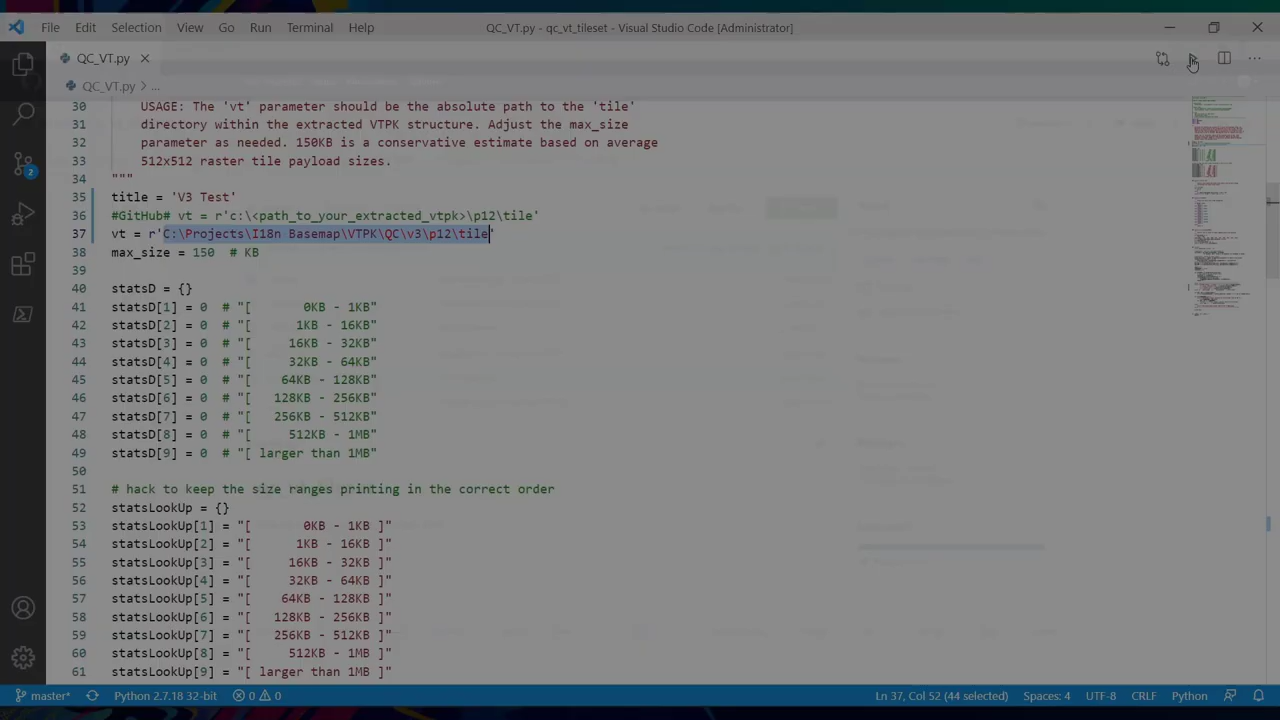 File Edit Selection View Go Run Terminal Help QC_VT.py - qc_vt_tileset - Visual Studio Code [Administrator]
QC_VT.py
QC_VT.py > ...
30 USAGE: The 'vt' parameter should be the absolute path to the 'tile'
31 directory within the extracted VTPK structure. Adjust the max_size
32 parameter as needed. 150KB is a conservative estimate based on average
33 512x512 raster tile payload sizes.
34 """
35 title = 'V3 Test'
36 #GitHub# vt = r'c:\<path_to_your_extracted_vtpk>\p12\tile'
37 vt = r'C:\Projects\I18n Basemap\VTPK\QC\v3\p12\tile'
38 max_size = 150 # KB
39
40 statsD = {}
41 statsD[1] = 0 # "[ 0KB - 1KB"
42 statsD[2] = 0 # "[ 1KB - 16KB"
43 statsD[3] = 0 # "[ 16KB - 32KB"
44 statsD[4] = 0 # "[ 32KB - 64KB"
45 statsD[5] = 0 # "[ 64KB - 128KB"
46 statsD[6] = 0 # "[ 128KB - 256KB"
47 statsD[7] = 0 # "[ 256KB - 512KB"
48 statsD[8] = 0 # "[ 512KB - 1MB"
49 statsD[9] = 0 # "[ larger than 1MB"
50
51 # hack to keep the size ranges printing in the correct order
52 statsLookUp = {}
53 statsLookUp[1] = "[ 0KB - 1KB ]"
54 statsLookUp[2] = "[ 1KB - 16KB ]"
55 statsLookUp[3] = "[ 16KB - 32KB ]"
56 statsLookUp[4] = "[ 32KB - 64KB ]"
57 statsLookUp[5] = "[ 64KB - 128KB ]"
58 statsLookUp[6] = "[ 128KB - 256KB ]"
59 statsLookUp[7] = "[ 256KB - 512KB ]"
60 statsLookUp[8] = "[ 512KB - 1MB ]"
61 statsLookUp[9] = "[ larger than 1MB ]"
2
master* Python 2.7.18 32-bit 0 0 Ln 37, Col 52 (44 selected) Spaces: 4 UTF-8 CRLF Python